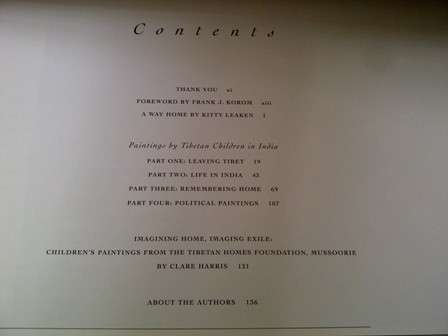 Contents
THANK YOU xi
FOREWORD BY FRANK J. KOROM xiii
A WAY HOME BY KITTY LEAKEN 1
Paintings by Tibetan Children in India
PART ONE: LEAVING TIBET 19
PART TWO: LIFE IN INDIA 43
PART THREE: REMEMBERING HOME 69
PART FOUR: POLITICAL PAINTINGS 107
IMAGINING HOME, IMAGING EXILE:
CHILDREN'S PAINTINGS FROM THE TIBETAN HOMES FOUNDATION, MUSSOORIE
BY CLARE HARRIS 131
ABOUT THE AUTHORS 136